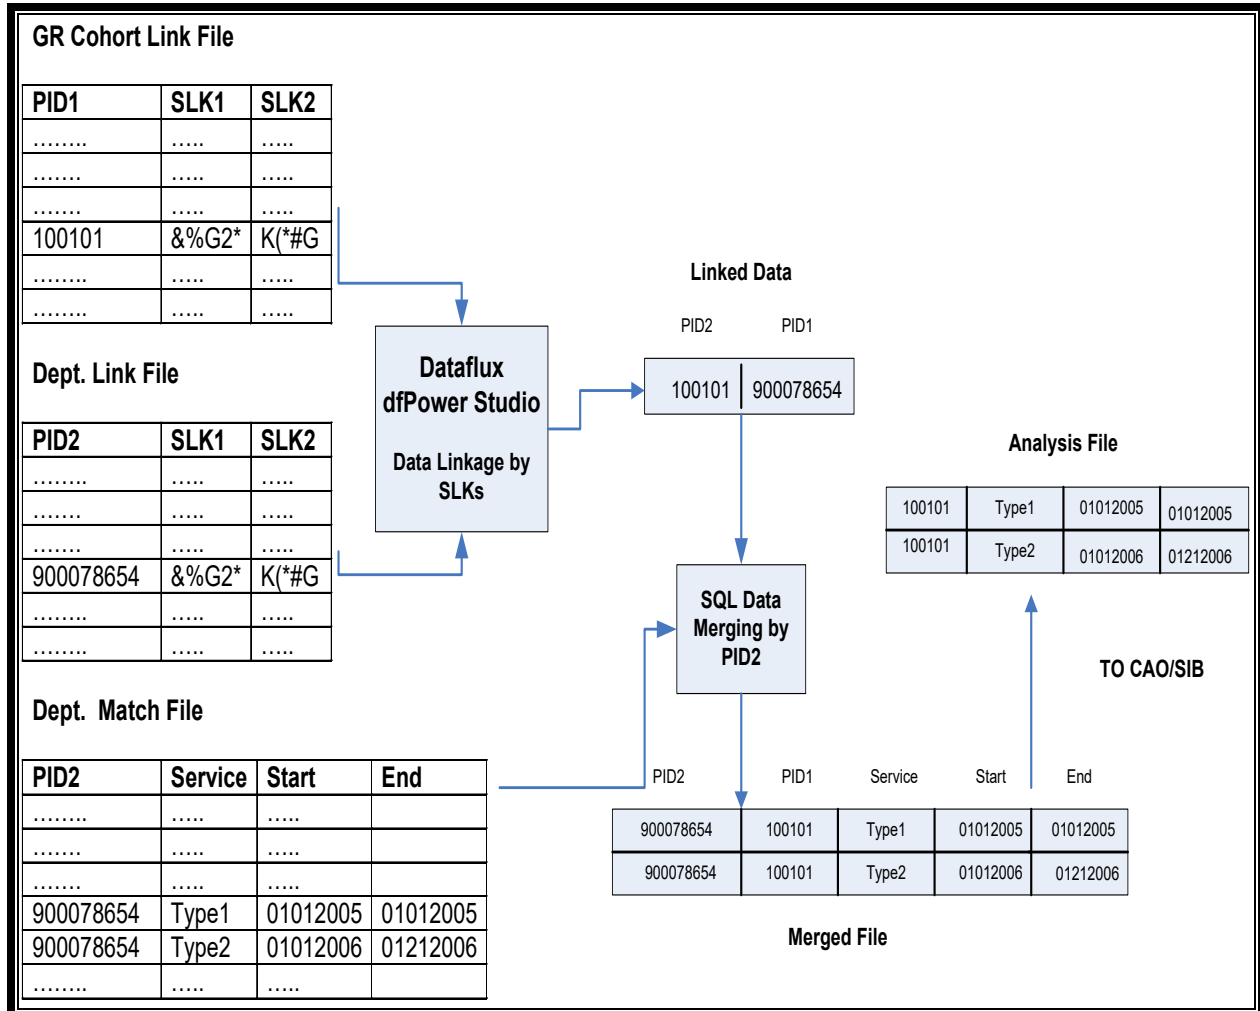 GR Cohort Link File
PID1 SLK1 SLK2
…….. ….. …..
……. ….. …..
……. ….. …..
100101 &%G2* K(*#G
…….. ….. …..
…….. ….. …..
Dept. Link File
PID2 SLK1 SLK2
…….. ….. …..
……. ….. …..
……. ….. …..
900078654 &%G2* K(*#G
……. ….. …..
…….. ….. …..
Dept. Match File
PID2 Service Start End
…….. ….. …..
……. ….. …..
……. ….. …..
900078654 Type1 01012005 01012005
900078654 Type2 01012006 01212006
…….. ….. …..
Dataflux
dfPower Studio
Data Linkage by
SLKs
Linked Data
PID2 PID1
100101 900078654
SQL Data
Merging by
PID2
PID2 PID1 Service Start End
900078654 100101 Type1 01012005 01012005
900078654 100101 Type2 01012006 01212006
Merged File
TO CAO/SIB
Analysis File
100101 Type1 01012005 01012005
100101 Type2 01012006 01212006